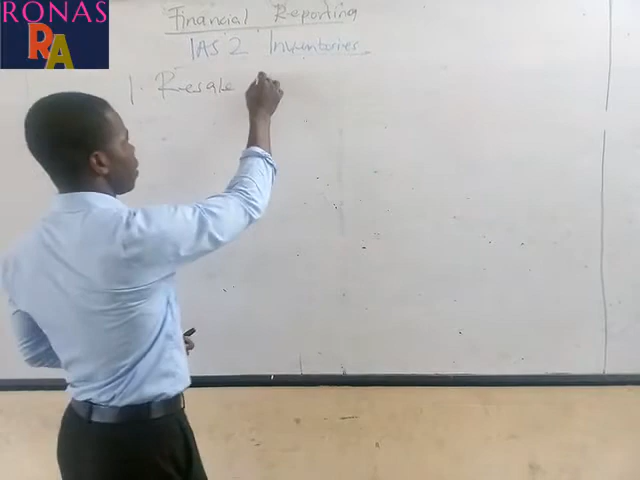 RONAS
RA
Financial Reporting
IAS 2 Inventories
1. Resale